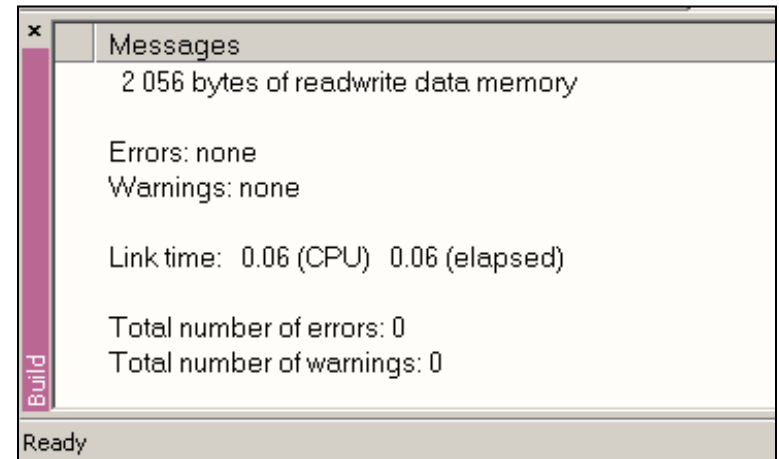 Messages
2 056 bytes of readwrite data memory
Errors: none
Warnings: none
Link time: 0.06 (CPU) 0.06 (elapsed)
Total number of errors: 0
Total number of warnings: 0
Build
Ready